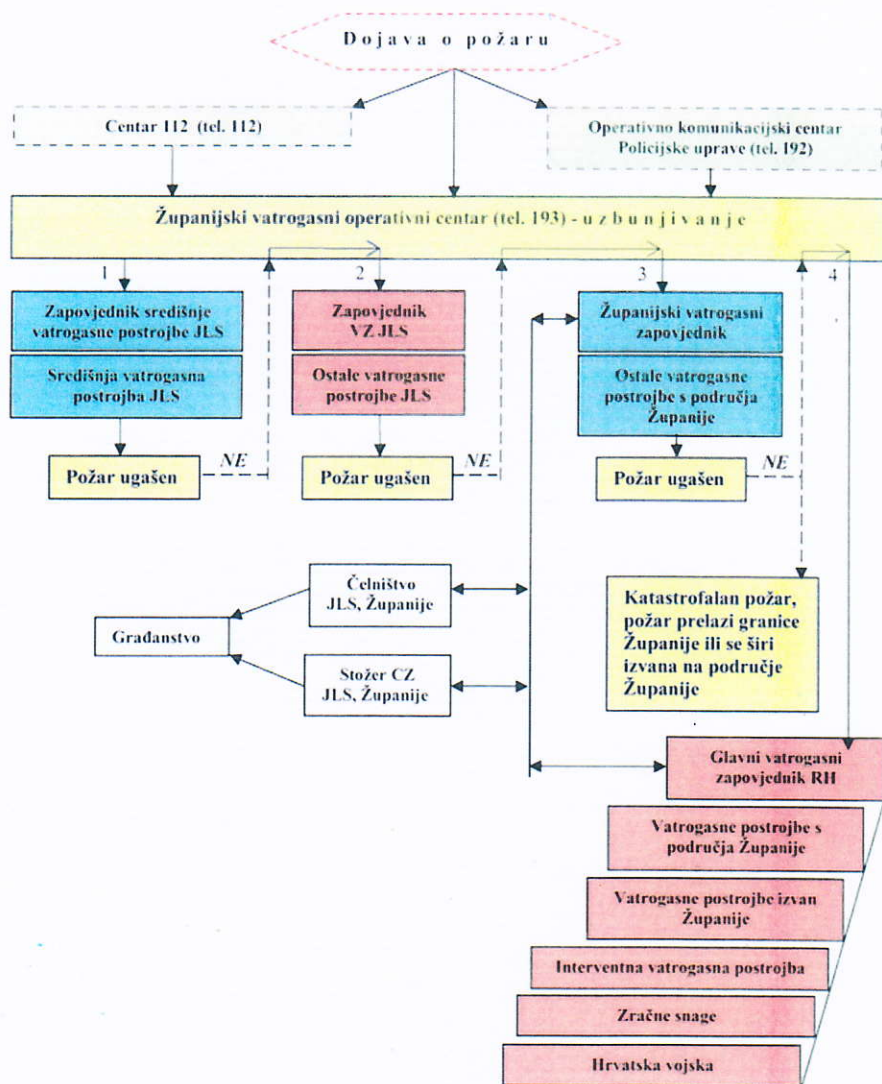 Dojava o požaru
Centar 112 (tel. 112)
Operativno komunikacijski centar
Policijske uprave (tel. 192)
Županijski vatrogasni operativni centar (tel. 193) - uzbunjivanje
1
2
3
4
Zapovjednik središnje
vatrogasne postrojbe JLS
Središnja vatrogasna
postrojba JLS
Zapovjednik
VZ JLS
Ostale vatrogasne
postrojbe JLS
Županijski vatrogasni
zapovjednik
Ostale vatrogasne
postrojbe s područja
Županije
Požar ugašen
NE
Požar ugašen
Požar ugašen
NE
Čelništvo
JLS, Županije
Građanstvo
Stožer CZ
JLS, Županije
Katastrofalan požar,
požar prelazi granice
Županije ili se širi
izvana na područje
Županije
Glavni vatrogasni
zapovjednik RH
Vatrogasne postrojbe s
područja Županije
Vatrogasne postrojbe izvan
Županije
Interventna vatrogasna postrojba
Zračne snage
Hrvatska vojska